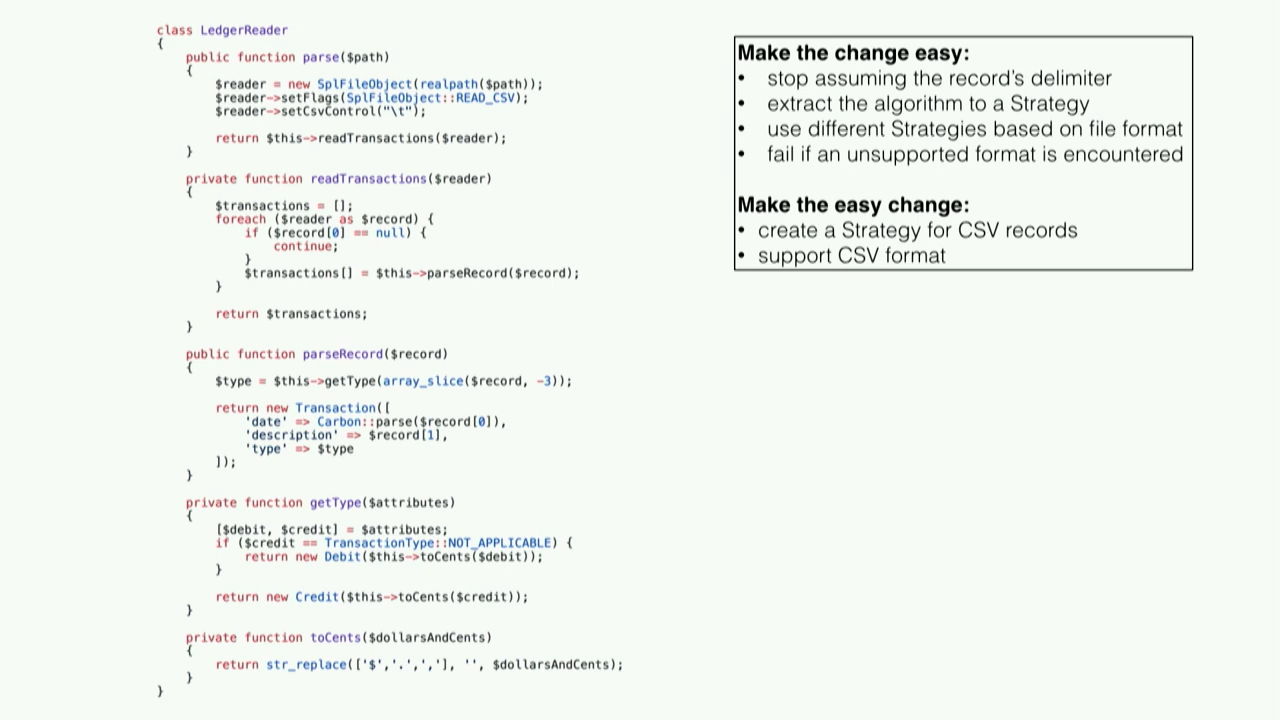 class LedgerReader
{
    public function parse($path)
    {
        $reader = new SplFileObject(realpath($path));
        $reader->setFlags(SplFileObject::READ_CSV);
        $reader->setCsvControl("\t");

        return $this->readTransactions($reader);
    }

    private function readTransactions($reader)
    {
        $transactions = [];
        foreach ($reader as $record) {
            if ($record[0] == null) {
                continue;
            }
            $transactions[] = $this->parseRecord($record);
        }

        return $transactions;
    }

    public function parseRecord($record)
    {
        $type = $this->getType(array_slice($record, -3));

        return new Transaction([
            'date' => Carbon::parse($record[0]),
            'description' => $record[1],
            'type' => $type
        ]);
    }

    private function getType($attributes)
    {
        [$debit, $credit] = $attributes;
        if ($credit == TransactionType::NOT_APPLICABLE) {
            return new Debit($this->toCents($debit));
        }

        return new Credit($this->toCents($credit));
    }

    private function toCents($dollarsAndCents)
    {
        return str_replace(['$','.',','], '', $dollarsAndCents);
    }
}
Make the change easy:
• stop assuming the record's delimiter
• extract the algorithm to a Strategy
• use different Strategies based on file format
• fail if an unsupported format is encountered

Make the easy change:
• create a Strategy for CSV records
• support CSV format